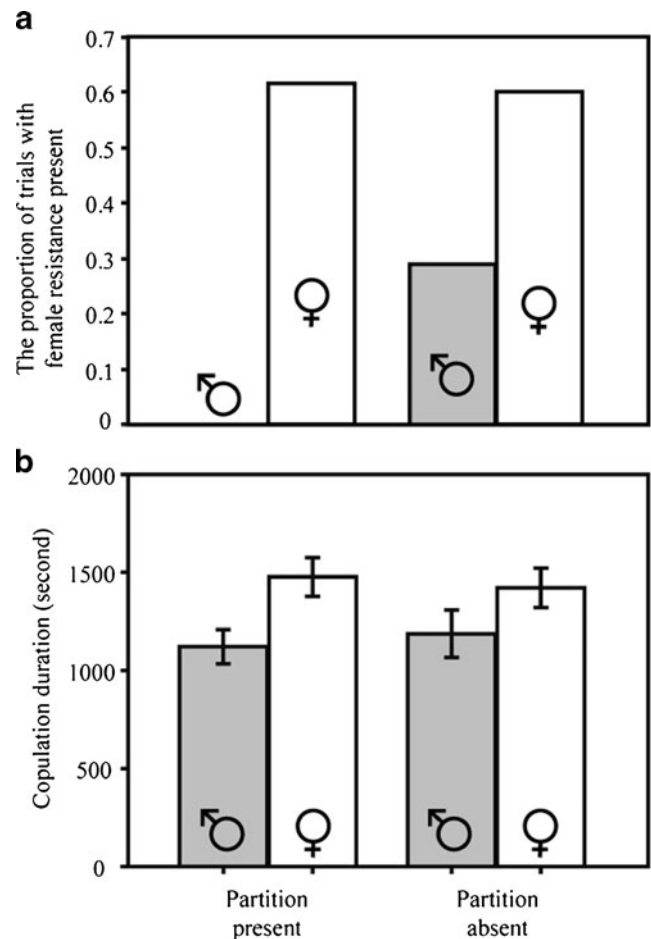 a
The proportion of trials with
female resistance present
0.7
0.6
0.5
0.4
0.3
0.2
0.1
0
♂
♀
♂
♀
b
Copulation duration (second)
2000
1500
1000
500
0
♂
♀
♂
♀
Partition
present
Partition
absent